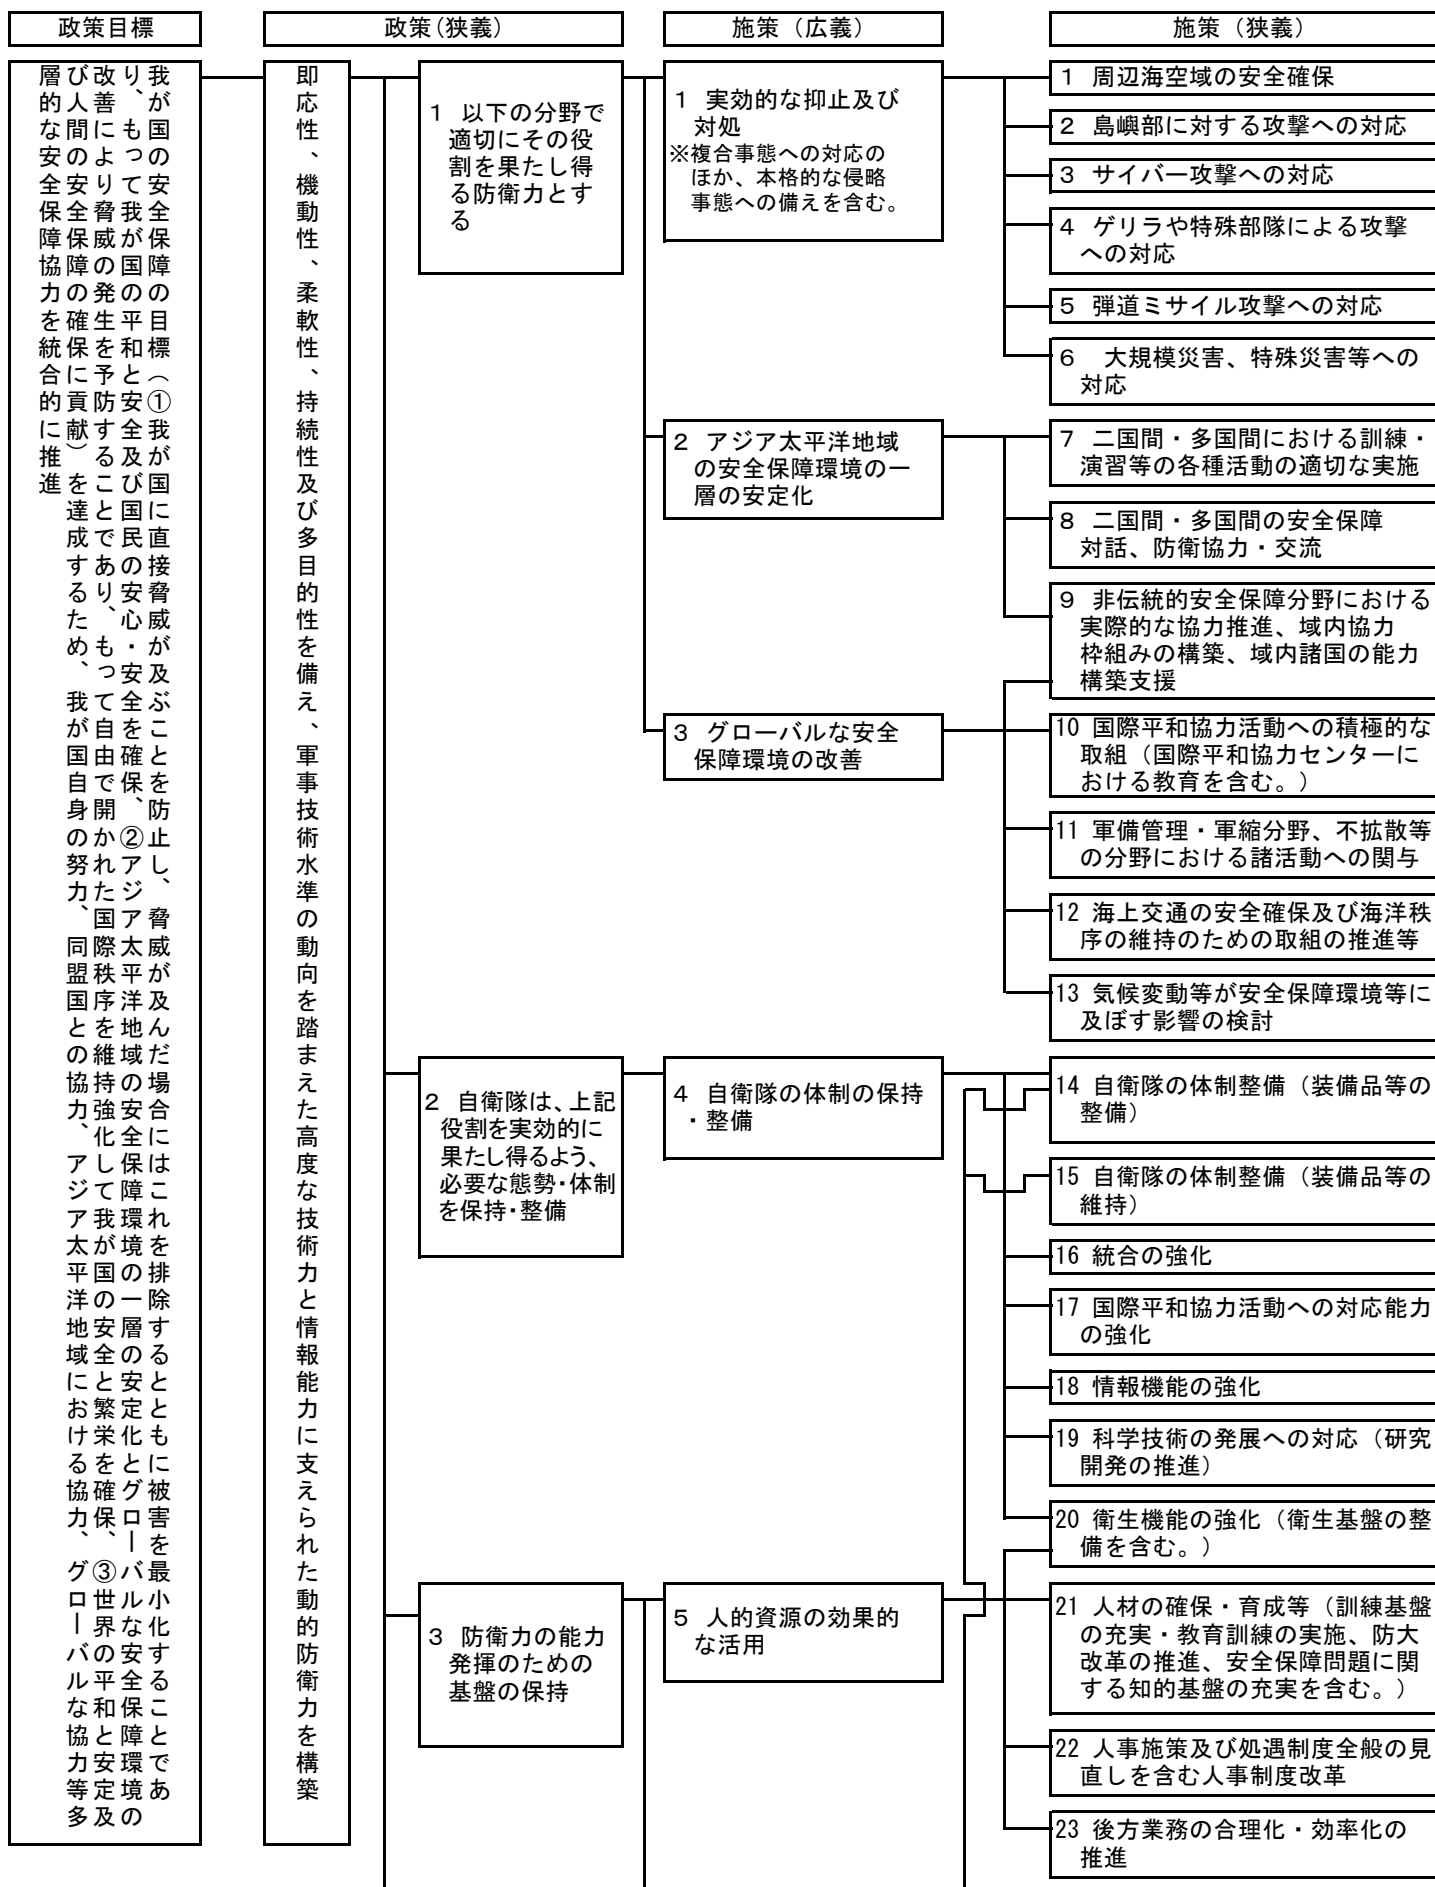 政策目標
政策(狭義)
施策（広義）
施策（狭義）
我が国の安全保障の目標（①我が国に直接脅威が及ぶことを防止し、脅威が及んだ場合にはこれを排除するとともに被害を最小化することであ
り、もって我が国の平和と安全及び国民の安心・安全を確保、②アジア太平洋地域の安全保障環境の一層の安定化とグローバルな安全保障環境の
改善により脅威の発生を予防することであり、もって自由で開かれた国際秩序を維持強化して我が国の安全と繁栄を確保、③世界の平和と安定及
び人間の安全保障の確保に貢献）を達成するため、我が国自身の努力、同盟国との協力、アジア太平洋地域における協力、グローバルな協力等多
層的な安全保障協力を統合的に推進
即応性、機動性、柔軟性、持続性及び多目的性を備え、軍事技術水準の動向を踏まえた高度な技術力と情報能力に支えられた動的防衛力を構築
１ 以下の分野で
適切にその役
割を果たし得
る防衛力とす
る
１ 実効的な抑止及び
対処
※複合事態への対応の
ほか、本格的な侵略
事態への備えを含む。
１ 周辺海空域の安全確保
２ 島嶼部に対する攻撃への対応
３ サイバー攻撃への対応
４ ゲリラや特殊部隊による攻撃
への対応
５ 弾道ミサイル攻撃への対応
６ 大規模災害、特殊災害等への
対応
２ アジア太平洋地域
の安全保障環境の一
層の安定化
７ 二国間・多国間における訓練・
演習等の各種活動の適切な実施
８ 二国間・多国間の安全保障
対話、防衛協力・交流
９ 非伝統的安全保障分野における
実際的な協力推進、域内協力
枠組みの構築、域内諸国の能力
構築支援
３ グローバルな安全
保障環境の改善
10 国際平和協力活動への積極的な
取組（国際平和協力センターに
おける教育を含む。）
11 軍備管理・軍縮分野、不拡散等
の分野における諸活動への関与
12 海上交通の安全確保及び海洋秩
序の維持のための取組の推進等
13 気候変動等が安全保障環境等に
及ぼす影響の検討
２ 自衛隊は、上記
役割を実効的に
果たし得るよう、
必要な態勢・体制
を保持・整備
４ 自衛隊の体制の保持
・整備
14 自衛隊の体制整備（装備品等の
整備）
15 自衛隊の体制整備（装備品等の
維持）
16 統合の強化
17 国際平和協力活動への対応能力
の強化
18 情報機能の強化
19 科学技術の発展への対応（研究
開発の推進）
20 衛生機能の強化（衛生基盤の整
備を含む。）
３ 防衛力の能力
発揮のための
基盤の保持
５ 人的資源の効果的
な活用
21 人材の確保・育成等（訓練基盤
の充実・教育訓練の実施、防大
改革の推進、安全保障問題に関
する知的基盤の充実を含む。）
22 人事施策及び処遇制度全般の見
直しを含む人事制度改革
23 後方業務の合理化・効率化の
推進